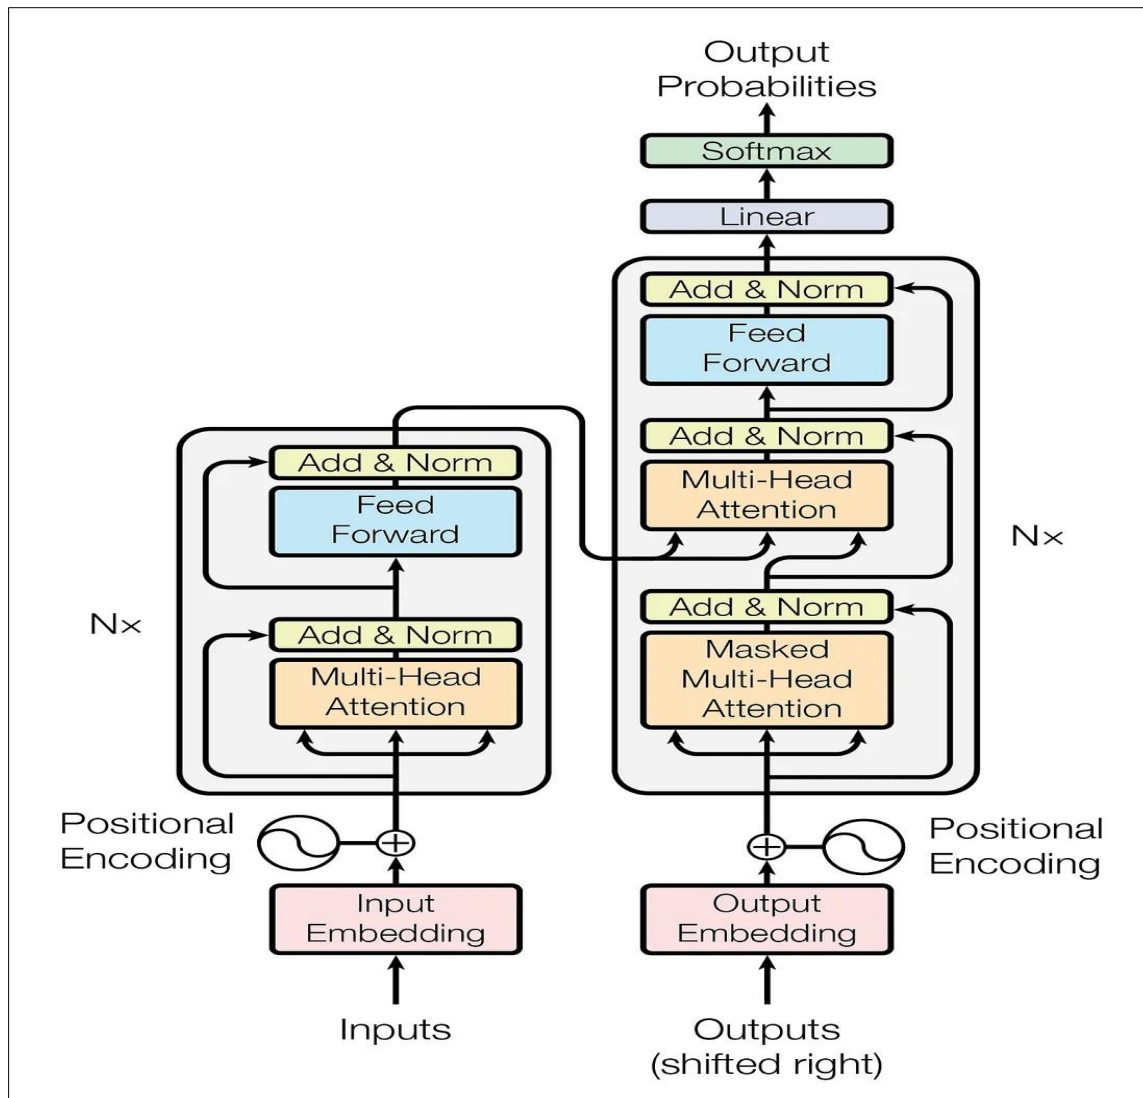 Output
Probabilities
Softmax
Linear
Add & Norm
Feed
Forward
Add & Norm
Multi-Head
Attention
Add & Norm
Masked
Multi-Head
Attention
Nx
Add & Norm
Feed
Forward
Add & Norm
Multi-Head
Attention
Nx
Positional
Encoding
Input
Embedding
Inputs
Positional
Encoding
Output
Embedding
Outputs
(shifted right)